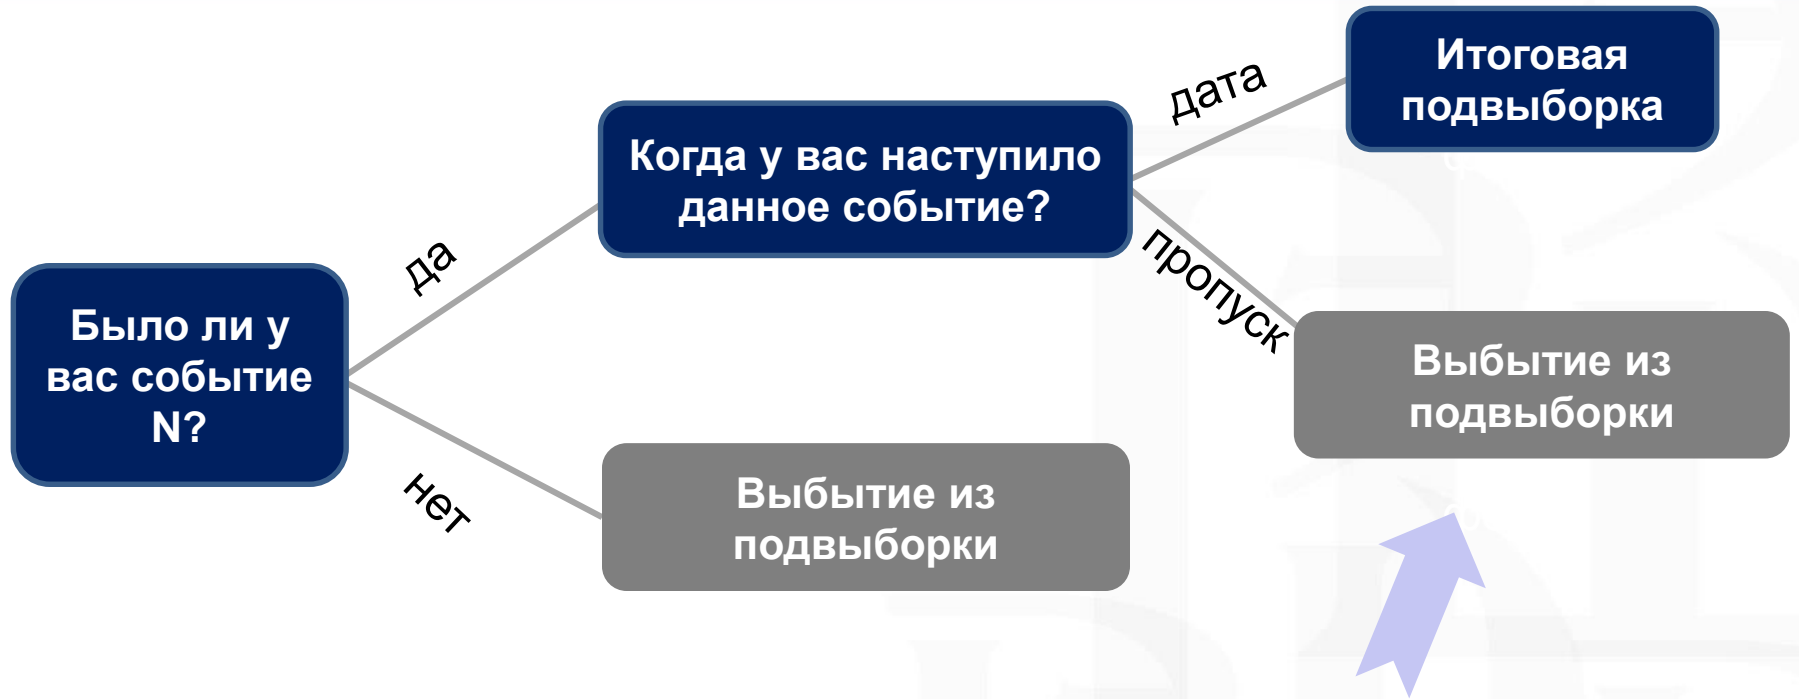 Было ли у
вас событие
N?
да
нет
Когда у вас наступило
данное событие?
Выбытие из
подвыборки
дата
пропуск
Итоговая
подвыборка
Выбытие из
подвыборки